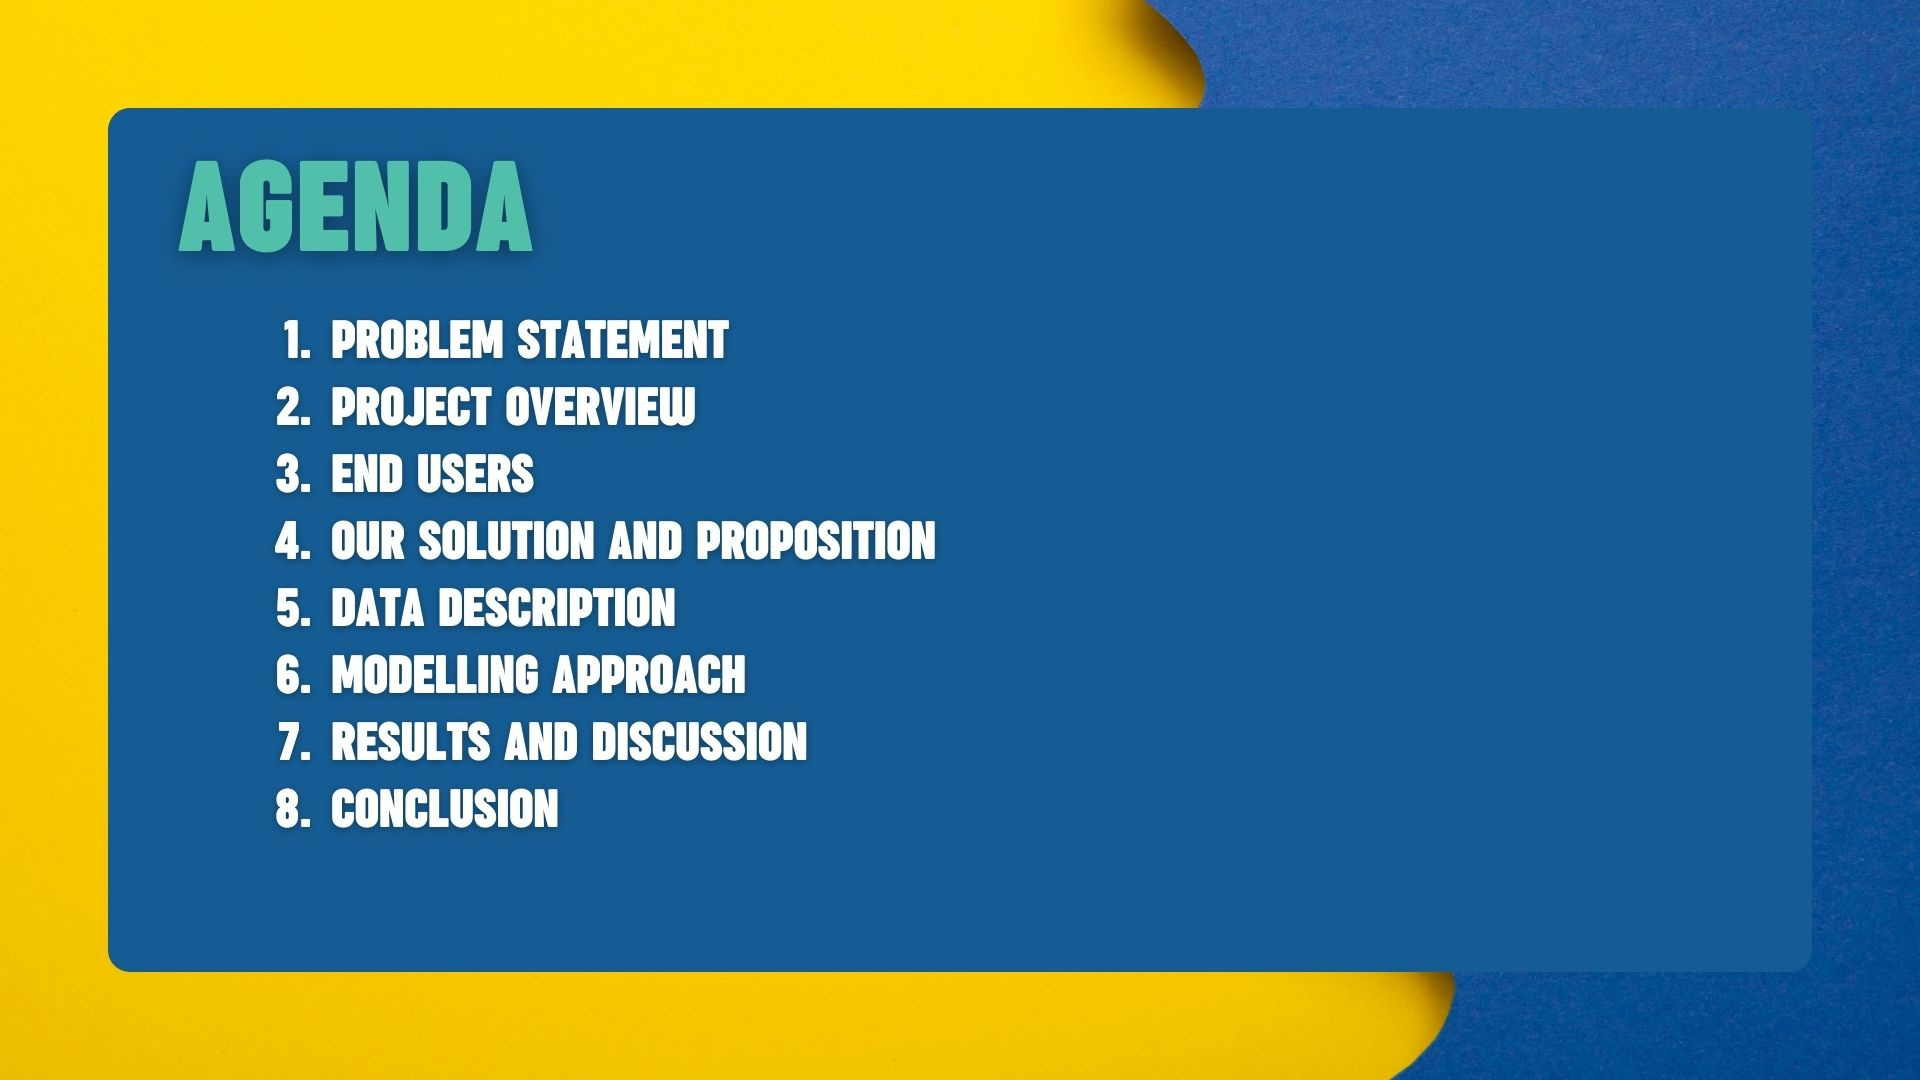 AGENDA
1. PROBLEM STATEMENT
2. PROJECT OVERVIEW
3. END USERS
4. OUR SOLUTION AND PROPOSITION
5. DATA DESCRIPTION
6. MODELLING APPROACH
7. RESULTS AND DISCUSSION
8. CONCLUSION